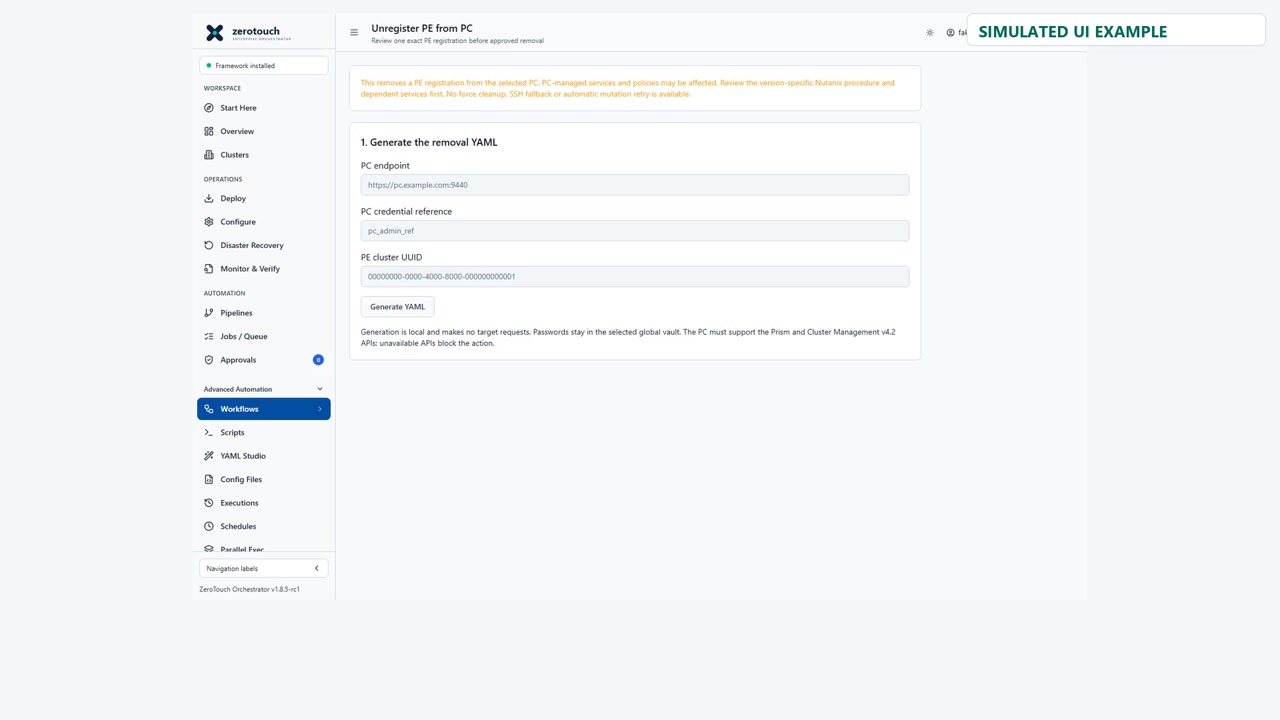 zerotouch
ENTERPRISE ORCHESTRATOR
Framework installed
WORKSPACE
Start Here
Overview
Clusters
OPERATIONS
Deploy
Configure
Disaster Recovery
Monitor & Verify
AUTOMATION
Pipelines
Jobs / Queue
Approvals
0
Advanced Automation
Workflows
Scripts
YAML Studio
Config Files
Executions
Schedules
Parallel Exec
Navigation labels
ZeroTouch Orchestrator v1.8.5-rc1
Unregister PE from PC
Review one exact PE registration before approved removal
SIMULATED UI EXAMPLE
This removes a PE registration from the selected PC. PC-managed services and policies may be affected. Review the version-specific Nutanix procedure and
dependent services first. No force cleanup, SSH fallback or automatic mutation retry is available.
1. Generate the removal YAML
PC endpoint
https://pc.example.com:9440
PC credential reference
pc_admin_ref
PE cluster UUID
00000000-0000-4000-8000-000000000001
Generate YAML
Generation is local and makes no target requests. Passwords stay in the selected global vault. The PC must support the Prism and Cluster Management v4.2
APIs; unavailable APIs block the action.